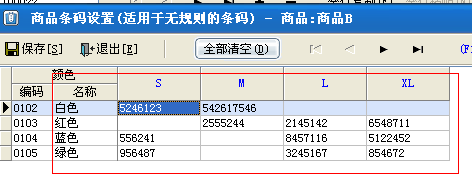 商品条码设置(适用于无规则的条码) - 商品:商品B
保存[S] 退出[E] 全部清空(D)
颜色 S M L XL
编码 名称
0102 白色 5246123 542617546
0103 红色 2555244 2145142 6548711
0104 蓝色 556241 8457116 5122452
0105 绿色 956487 3245167 854672